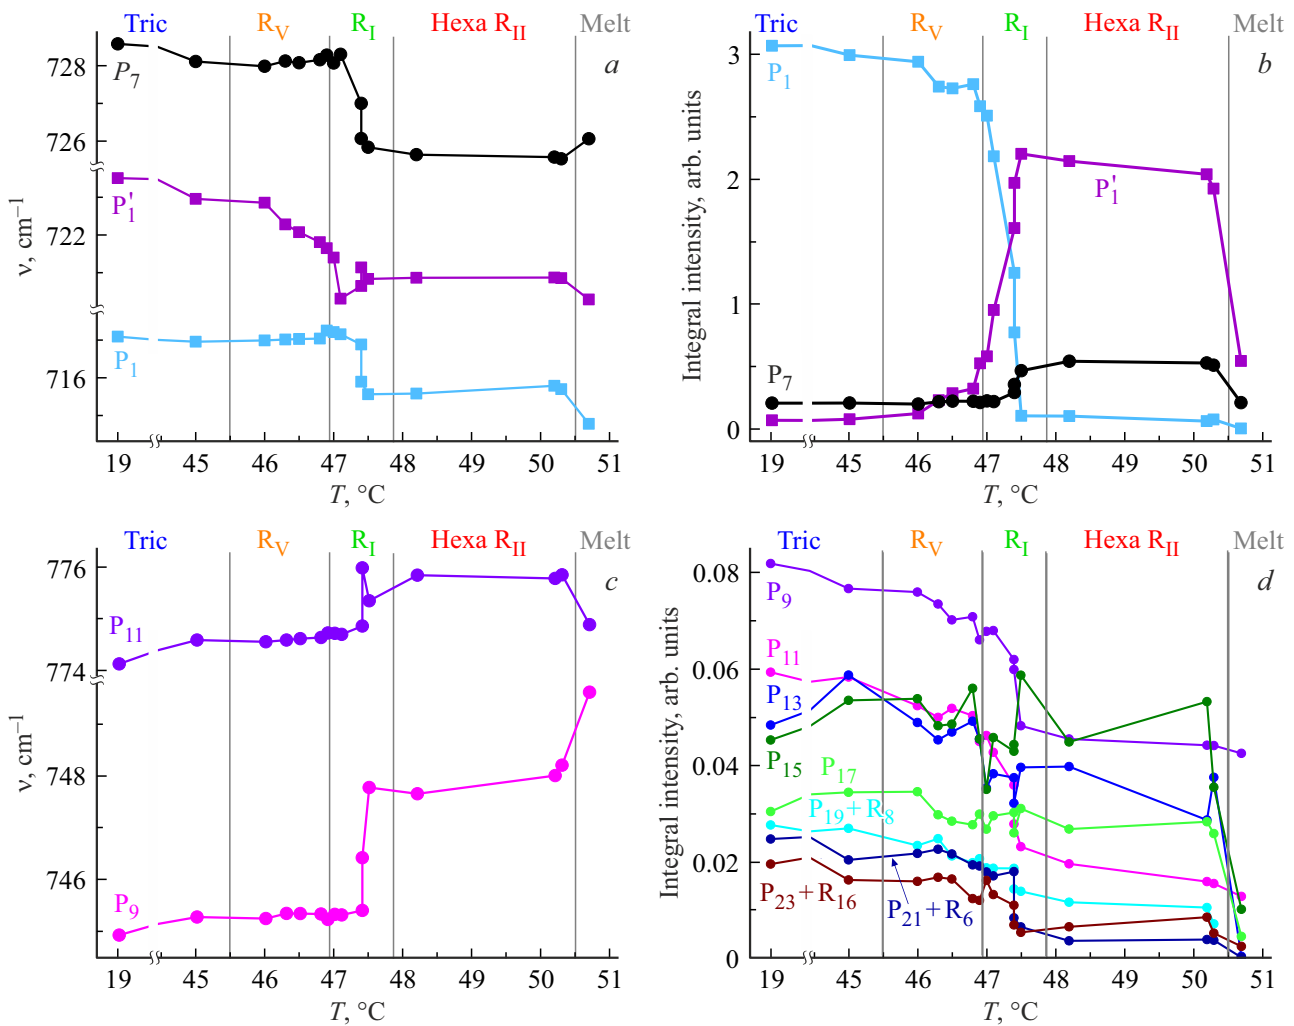 Tric R_V R_I Hexa R_II Melt
a
P_7
P'_1
P_1
728
726
722
716
ν, cm⁻¹
19 45 46 47 48 49 50 51
T, °C
Tric R_V R_I Hexa R_II Melt
b
P_1
P'_1
P_7
3
2
1
0
Integral intensity, arb. units
19 45 46 47 48 49 50 51
T, °C
Tric R_V R_I Hexa R_II Melt
c
P_11
P_9
776
774
748
746
ν, cm⁻¹
19 45 46 47 48 49 50 51
T, °C
Tric R_V R_I Hexa R_II Melt
d
P_9
P_11
P_13
P_15
P_17
P_19 + R_8
P_23 + R_16
P_21 + R_6
0.08
0.06
0.04
0.02
0
Integral intensity, arb. units
19 45 46 47 48 49 50 51
T, °C